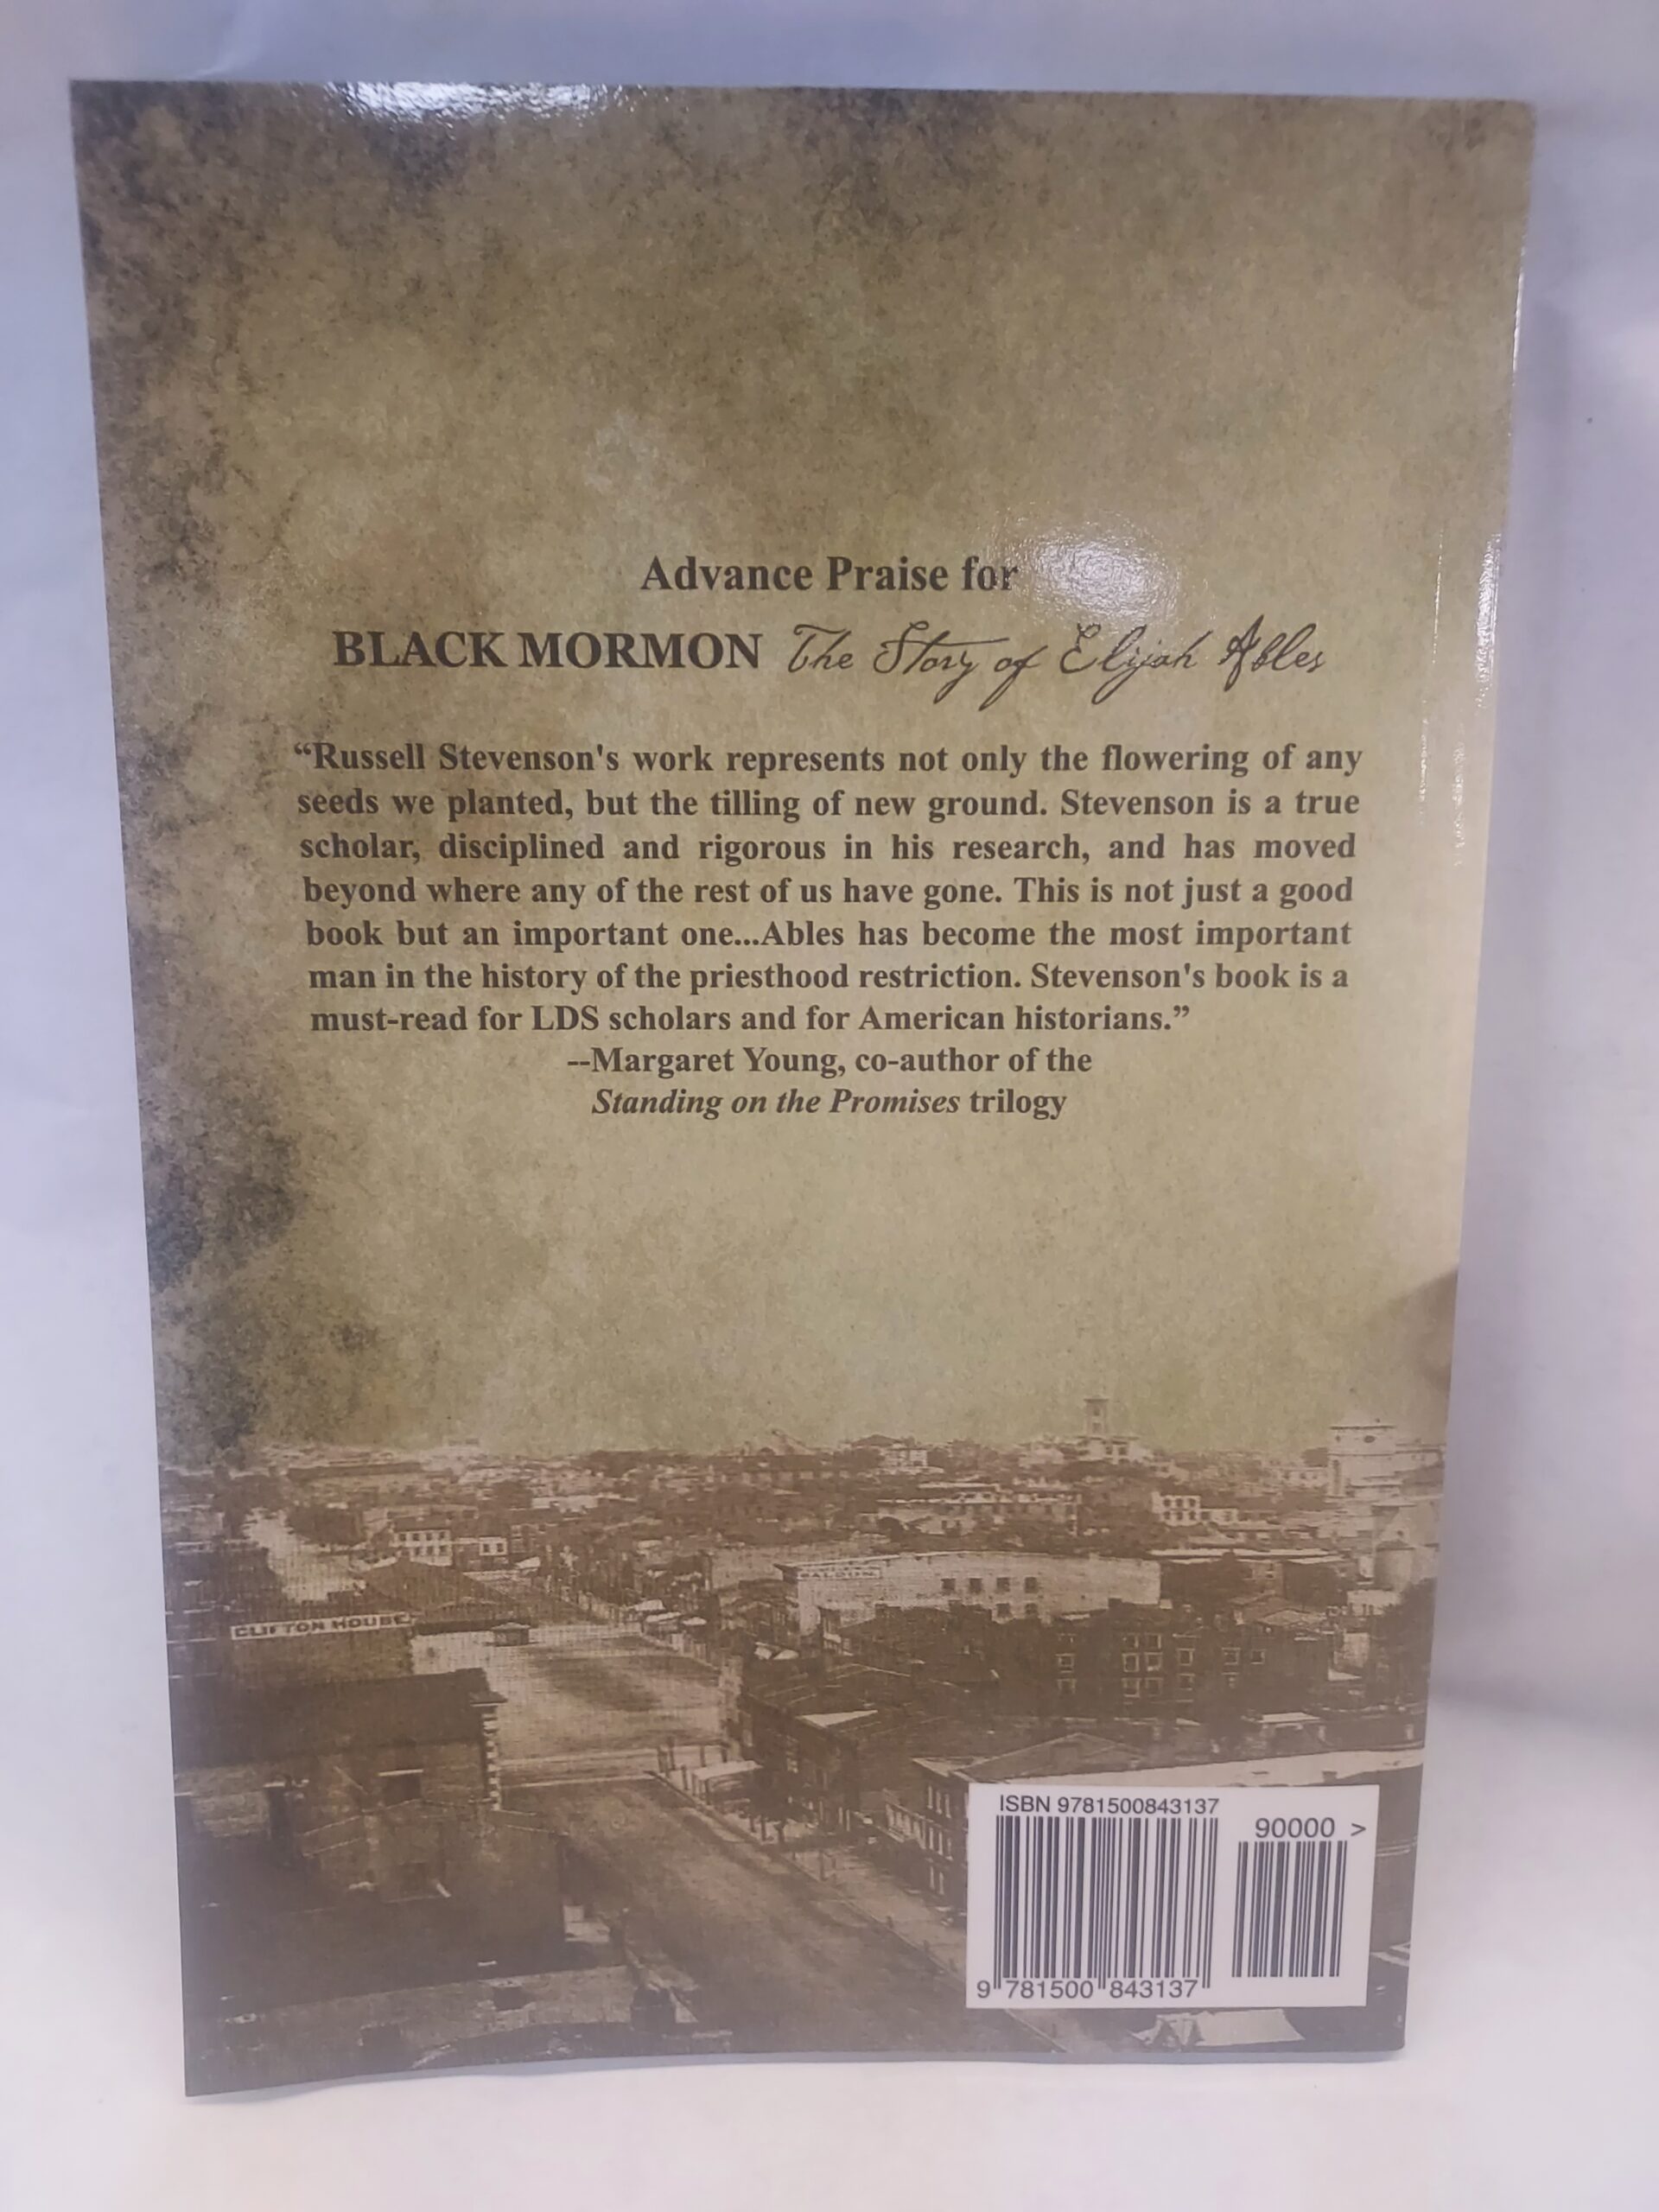 Advance Praise for
BLACK MORMON The Story of Elijah Ables
“Russell Stevenson's work represents not only the flowering of any
seeds we planted, but the tilling of new ground. Stevenson is a true
scholar, disciplined and rigorous in his research, and has moved
beyond where any of the rest of us have gone. This is not just a good
book but an important one...Ables has become the most important
man in the history of the priesthood restriction. Stevenson's book is a
must-read for LDS scholars and for American historians.”
--Margaret Young, co-author of the
Standing on the Promises trilogy
CLIFTON HOUSE
ISBN 9781500843137
90000 >
9 781500 843137